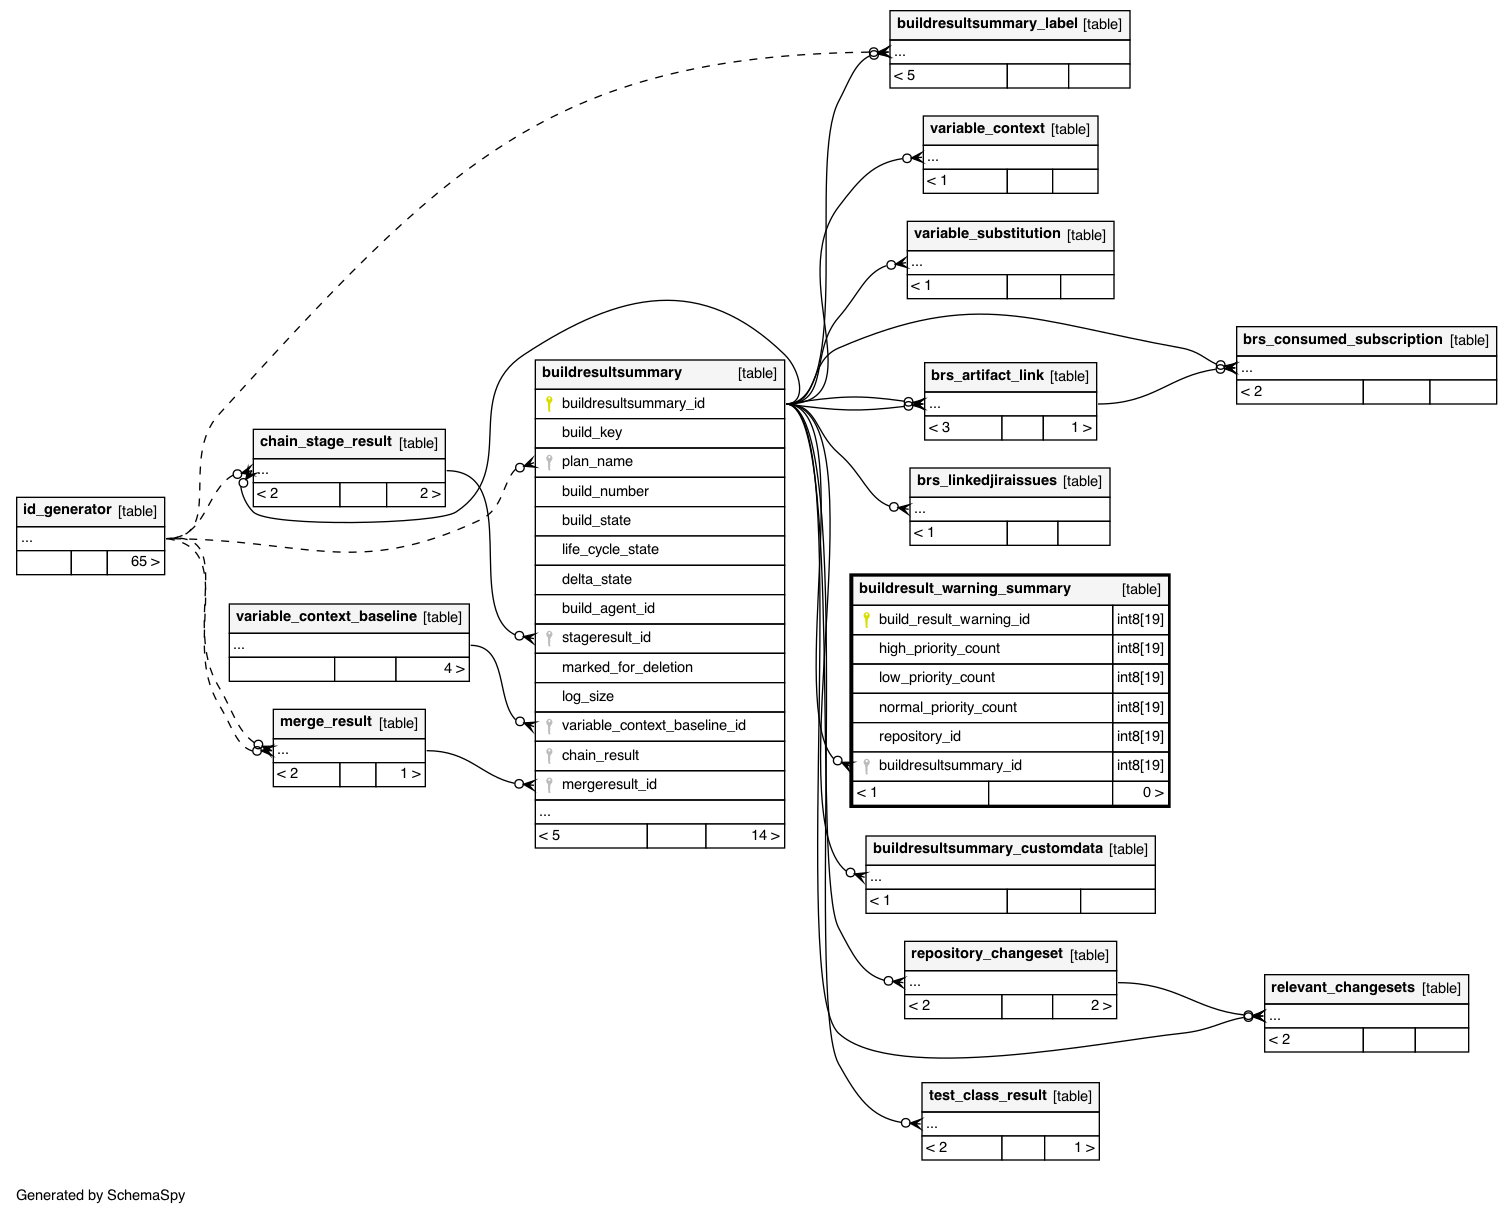 buildresultsummary_label [table]
...
< 5
variable_context [table]
...
< 1
variable_substitution [table]
...
< 1
brs_consumed_subscription [table]
...
< 2
brs_artifact_link [table]
...
< 3 1 >
brs_linkedjiraissues [table]
...
< 1
buildresultsummary [table]
buildresultsummary_id
build_key
plan_name
build_number
build_state
life_cycle_state
delta_state
build_agent_id
stageresult_id
marked_for_deletion
log_size
variable_context_baseline_id
chain_result
mergeresult_id
...
< 5 14 >
chain_stage_result [table]
...
< 2 2 >
id_generator [table]
...
65 >
variable_context_baseline [table]
...
4 >
merge_result [table]
...
< 2 1 >
buildresult_warning_summary [table]
build_result_warning_id int8[19]
high_priority_count int8[19]
low_priority_count int8[19]
normal_priority_count int8[19]
repository_id int8[19]
buildresultsummary_id int8[19]
< 1 0 >
buildresultsummary_customdata [table]
...
< 1
repository_changeset [table]
...
< 2 2 >
relevant_changesets [table]
...
< 2
test_class_result [table]
...
< 2 1 >
Generated by SchemaSpy